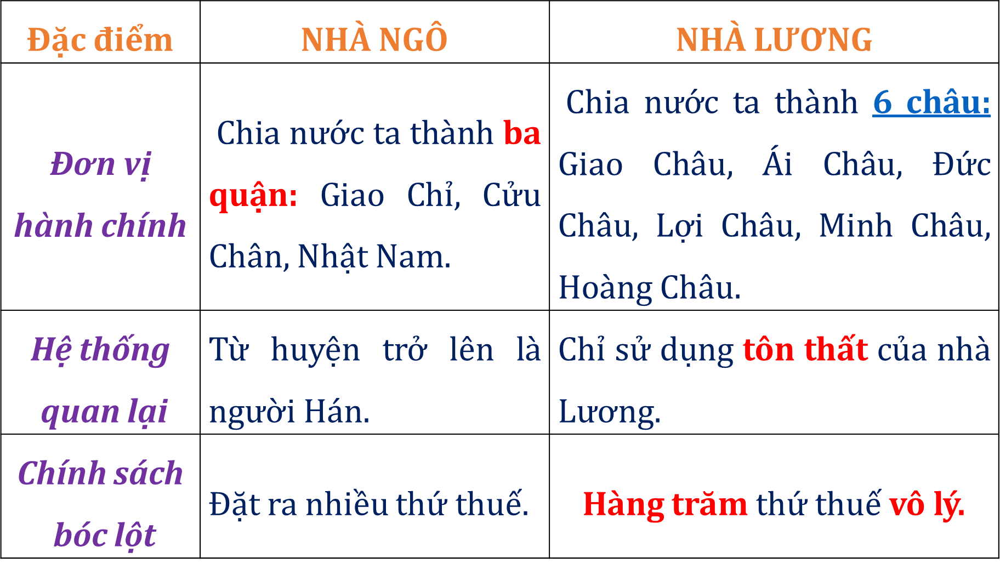 Đặc điểm
NHÀ NGÔ
NHÀ LƯƠNG
Đơn vị
hành chính
Chia nước ta thành ba
quận: Giao Chỉ, Cửu
Chân, Nhật Nam.
Chia nước ta thành 6 châu:
Giao Châu, Ái Châu, Đức
Châu, Lợi Châu, Minh Châu,
Hoàng Châu.
Hệ thống
quan lại
Từ huyện trở lên là
người Hán.
Chỉ sử dụng tôn thất của nhà
Lương.
Chính sách
bóc lột
Đặt ra nhiều thứ thuế.
Hàng trăm thứ thuế vô lý.